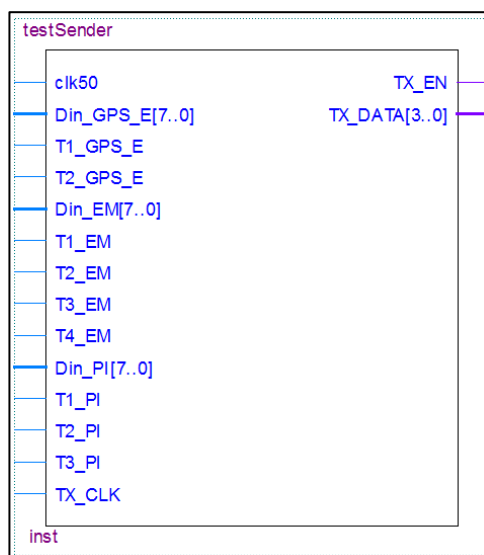 testSender
clk50 TX_EN
Din_GPS_E[7..0] TX_DATA[3..0]
T1_GPS_E
T2_GPS_E
Din_EM[7..0]
T1_EM
T2_EM
T3_EM
T4_EM
Din_PI[7..0]
T1_PI
T2_PI
T3_PI
TX_CLK
inst